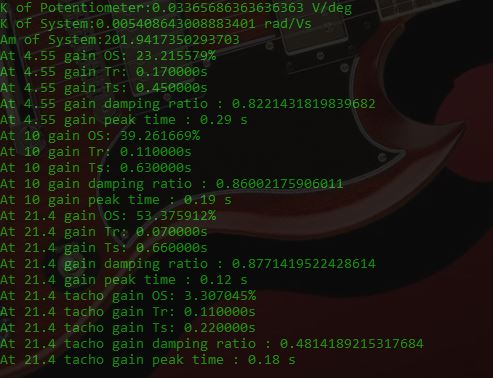 K of Potentiometer:0.03365686363636363 V/deg
K of System:0.005408643008883401 rad/Vs
Am of System:201.9417350293703
At 4.55 gain OS: 23.215579%
At 4.55 gain Tr: 0.170000s
At 4.55 gain Ts: 0.450000s
At 4.55 gain damping ratio : 0.8221431819839682
At 4.55 gain peak time : 0.29 s
At 10 gain OS: 39.261669%
At 10 gain Tr: 0.110000s
At 10 gain Ts: 0.630000s
At 10 gain damping ratio : 0.86002175906011
At 10 gain peak time : 0.19 s
At 21.4 gain OS: 53.375912%
At 21.4 gain Tr: 0.070000s
At 21.4 gain Ts: 0.660000s
At 21.4 gain damping ratio : 0.8771419522428614
At 21.4 gain peak time : 0.12 s
At 21.4 tacho gain OS: 3.307045%
At 21.4 tacho gain Tr: 0.110000s
At 21.4 tacho gain Ts: 0.220000s
At 21.4 tacho gain damping ratio : 0.4814189215317684
At 21.4 tacho gain peak time : 0.18 s